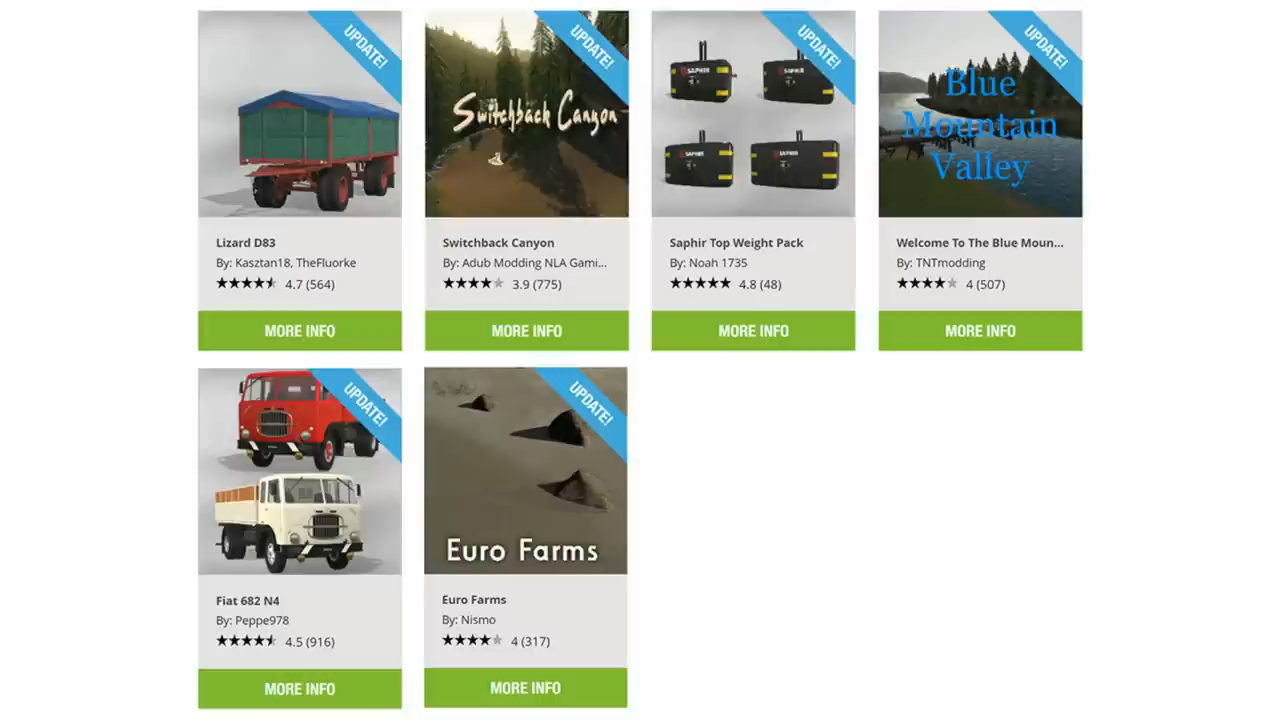 UPDATE!
Lizard D83
By: Kasztan18, TheFluorke
4.7 (564)
MORE INFO
UPDATE!
Switchback Canyon
Switchback Canyon
By: Adub Modding NLA Gami...
3.9 (775)
MORE INFO
UPDATE!
SAPHIR
SAPHIR
SAPHIR
SAPHIR
Saphir Top Weight Pack
By: Noah 1735
4.8 (48)
MORE INFO
UPDATE!
Blue
Mountain
Valley
Welcome To The Blue Moun...
By: TNTmodding
4 (507)
MORE INFO
UPDATE!
Fiat 682 N4
By: Peppe978
4.5 (916)
MORE INFO
UPDATE!
Euro Farms
Euro Farms
By: Nismo
4 (317)
MORE INFO